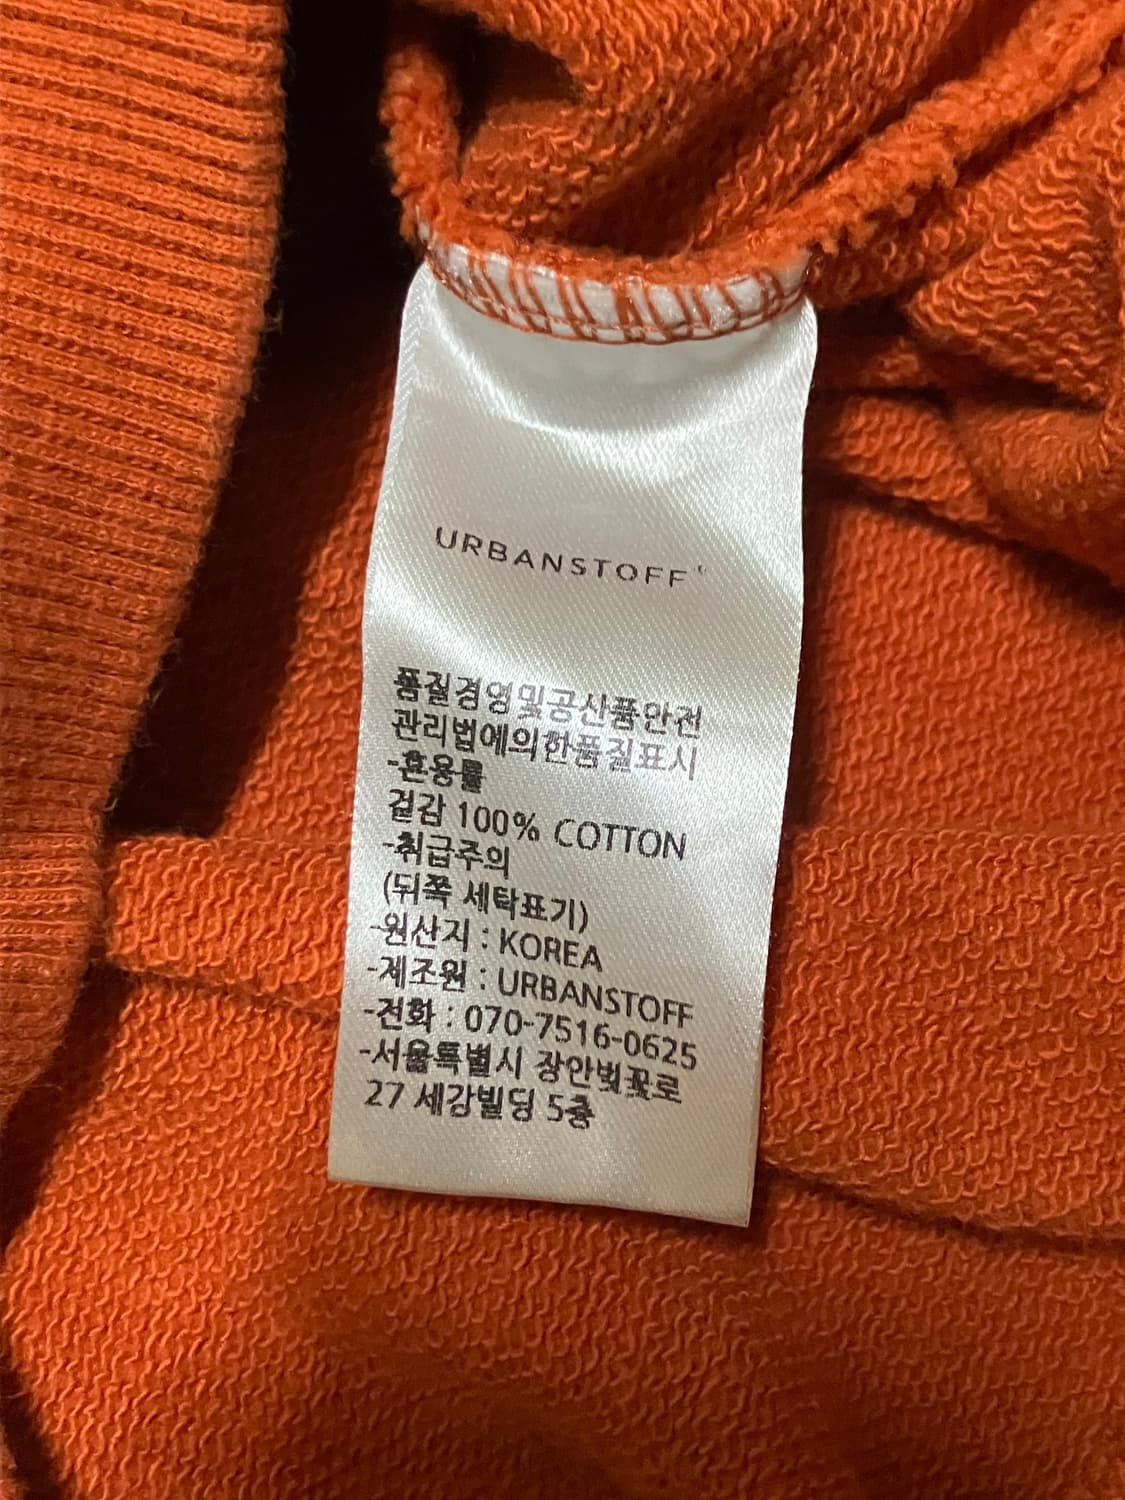 URBANSTOFF
품질경영및공산품안전
관리법에의한품질표시
-혼용률
겉감 100% COTTON
-취급주의
(뒤쪽 세탁표기)
-원산지 : KOREA
-제조원 : URBANSTOFF
-전화 : 070-7516-0625
-서울특별시 장안벚꽃로
27 세강빌딩 5층